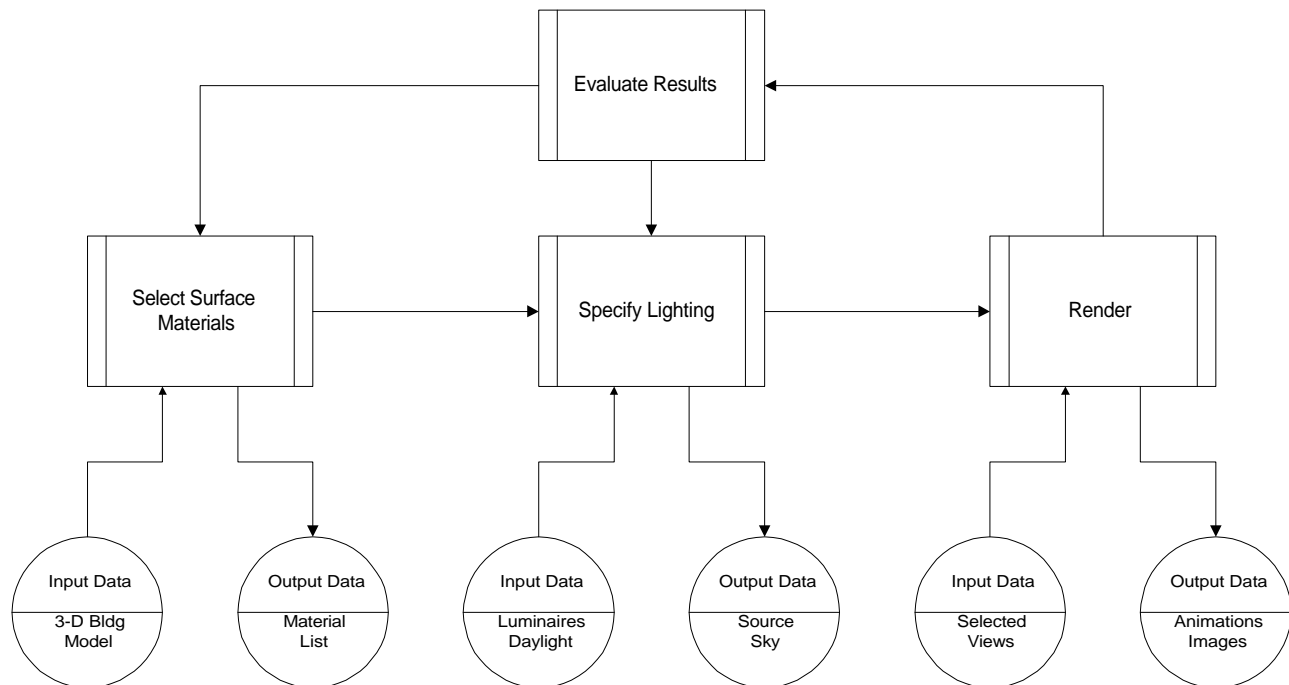 Evaluate Results
Select Surface
Materials
Specify Lighting
Render
Input Data
3-D Bldg
Model
Output Data
Material
List
Input Data
Luminaires
Daylight
Output Data
Source
Sky
Input Data
Selected
Views
Output Data
Animations
Images